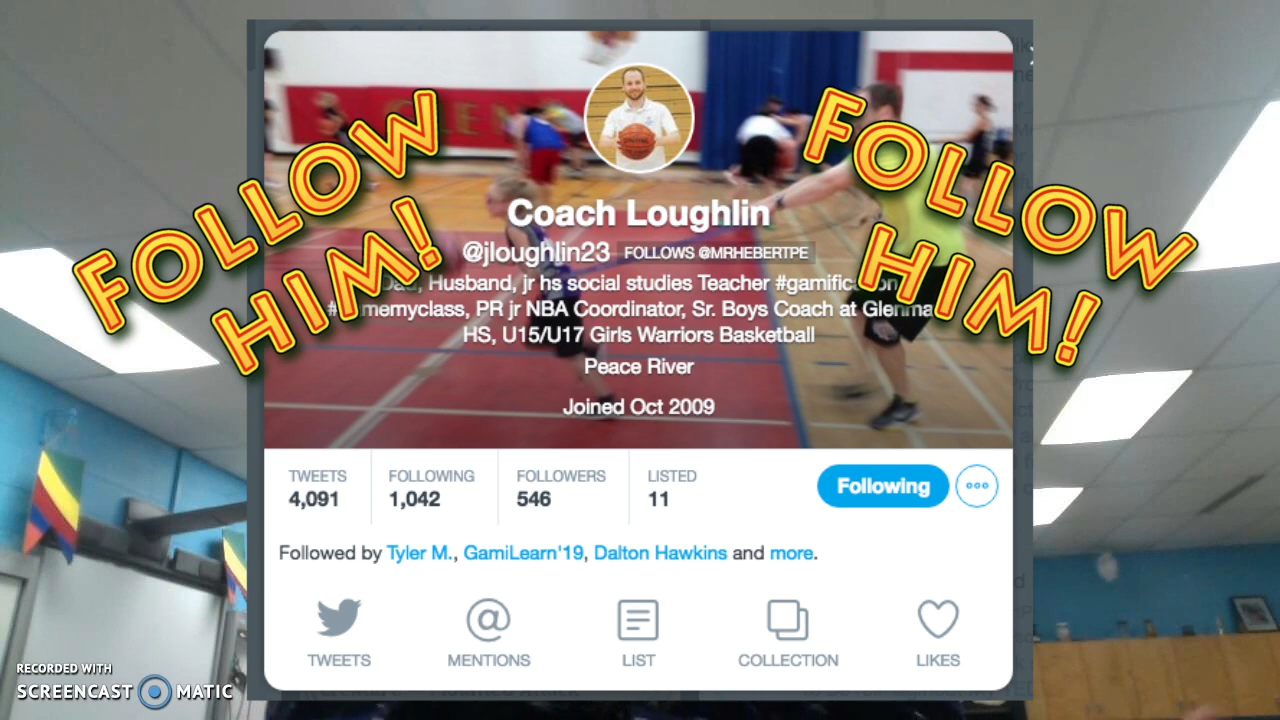 FOLLOW
HIM!
FOLLOW
HIM!
Coach Loughlin
@jloughlin23 FOLLOWS @MRHEBERTPE
Husband, jr hs social studies Teacher
PR jr NBA Coordinator, Sr. Boys Coach at
HS, U15/U17 Girls Warriors Basketball
Peace River
Joined Oct 2009
TWEETS FOLLOWING FOLLOWERS LISTED
4,091 1,042 546 11
Following
Followed by Tyler M., GamiLearn'19, Dalton Hawkins and more.
TWEETS MENTIONS LIST COLLECTION LIKES
RECORDED WITH
SCREENCAST MATIC